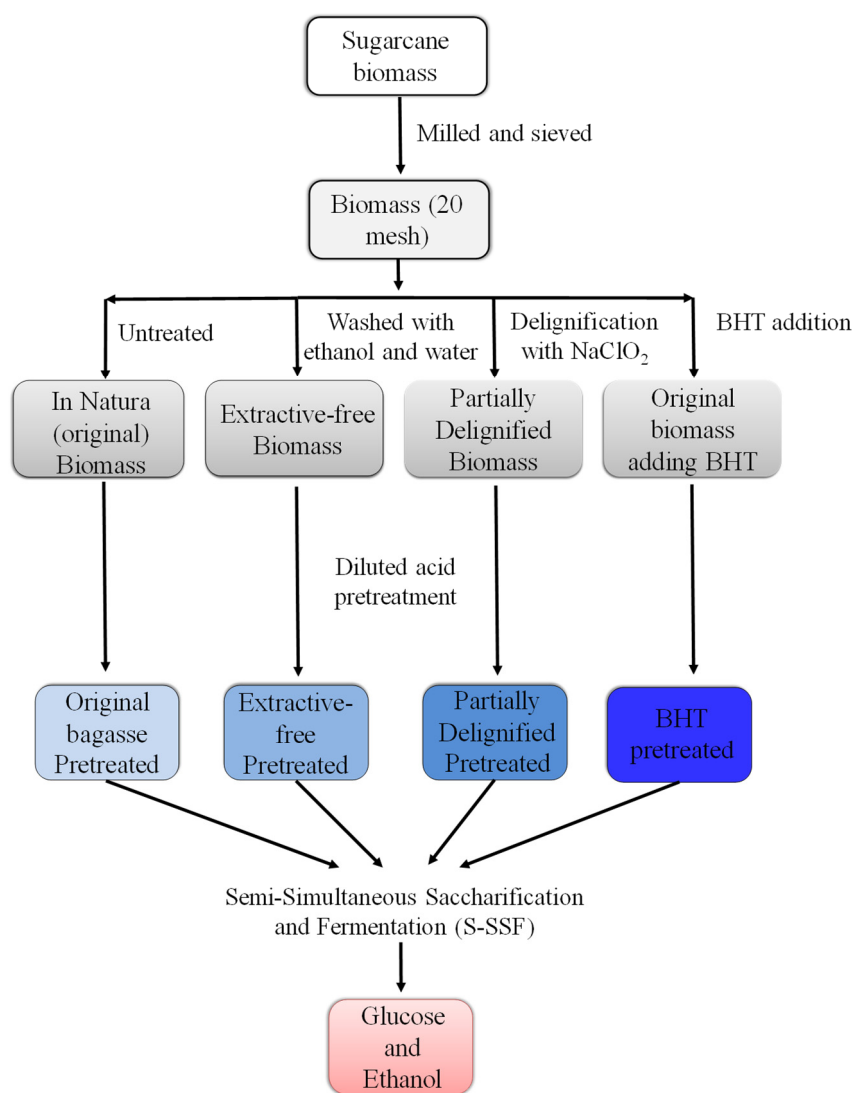 Sugarcane
biomass
Milled and sieved
Biomass (20
mesh)
Untreated
Washed with
ethanol and water
Delignification
with NaClO₂
BHT addition
In Natura
(original)
Biomass
Extractive-free
Biomass
Partially
Delignified
Biomass
Original
biomass
adding BHT
Diluted acid
pretreatment
Original
bagasse
Pretreated
Extractive-
free
Pretreated
Partially
Delignified
Pretreated
BHT
pretreated
Semi-Simultaneous Saccharification
and Fermentation (S-SSF)
Glucose
and
Ethanol